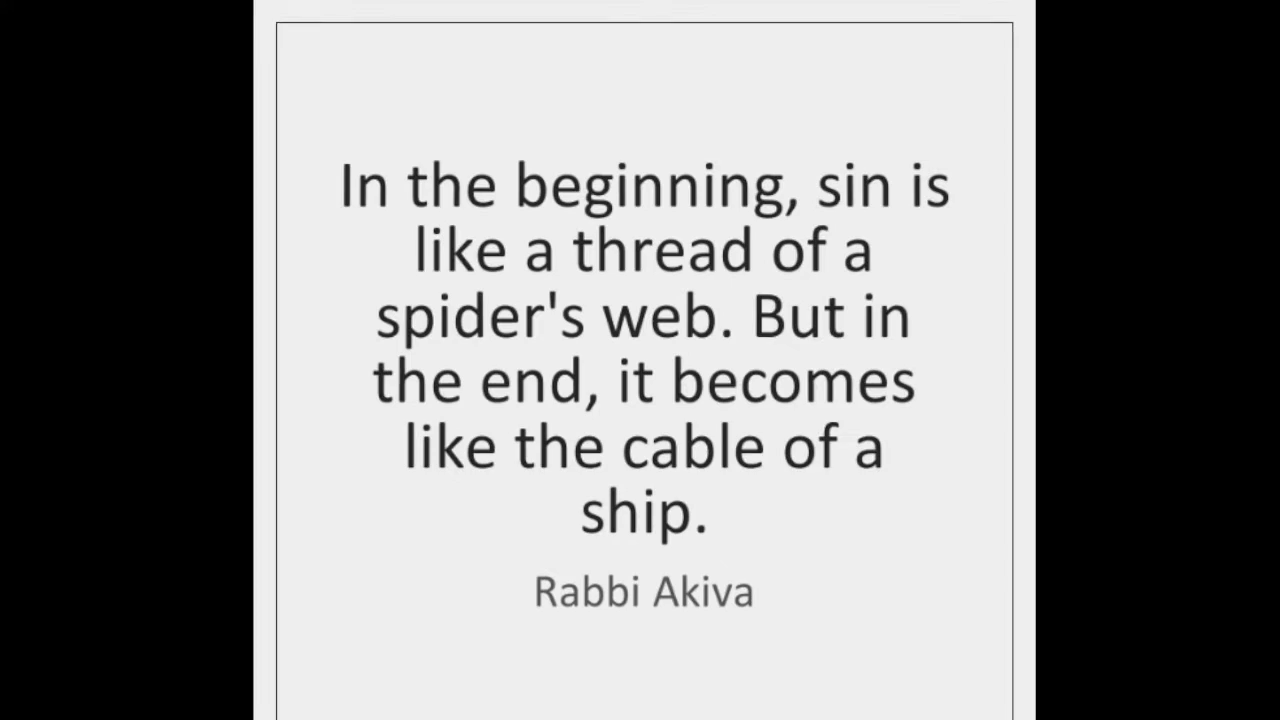 In the beginning, sin is
like a thread of a
spider's web. But in
the end, it becomes
like the cable of a
ship.
Rabbi Akiva